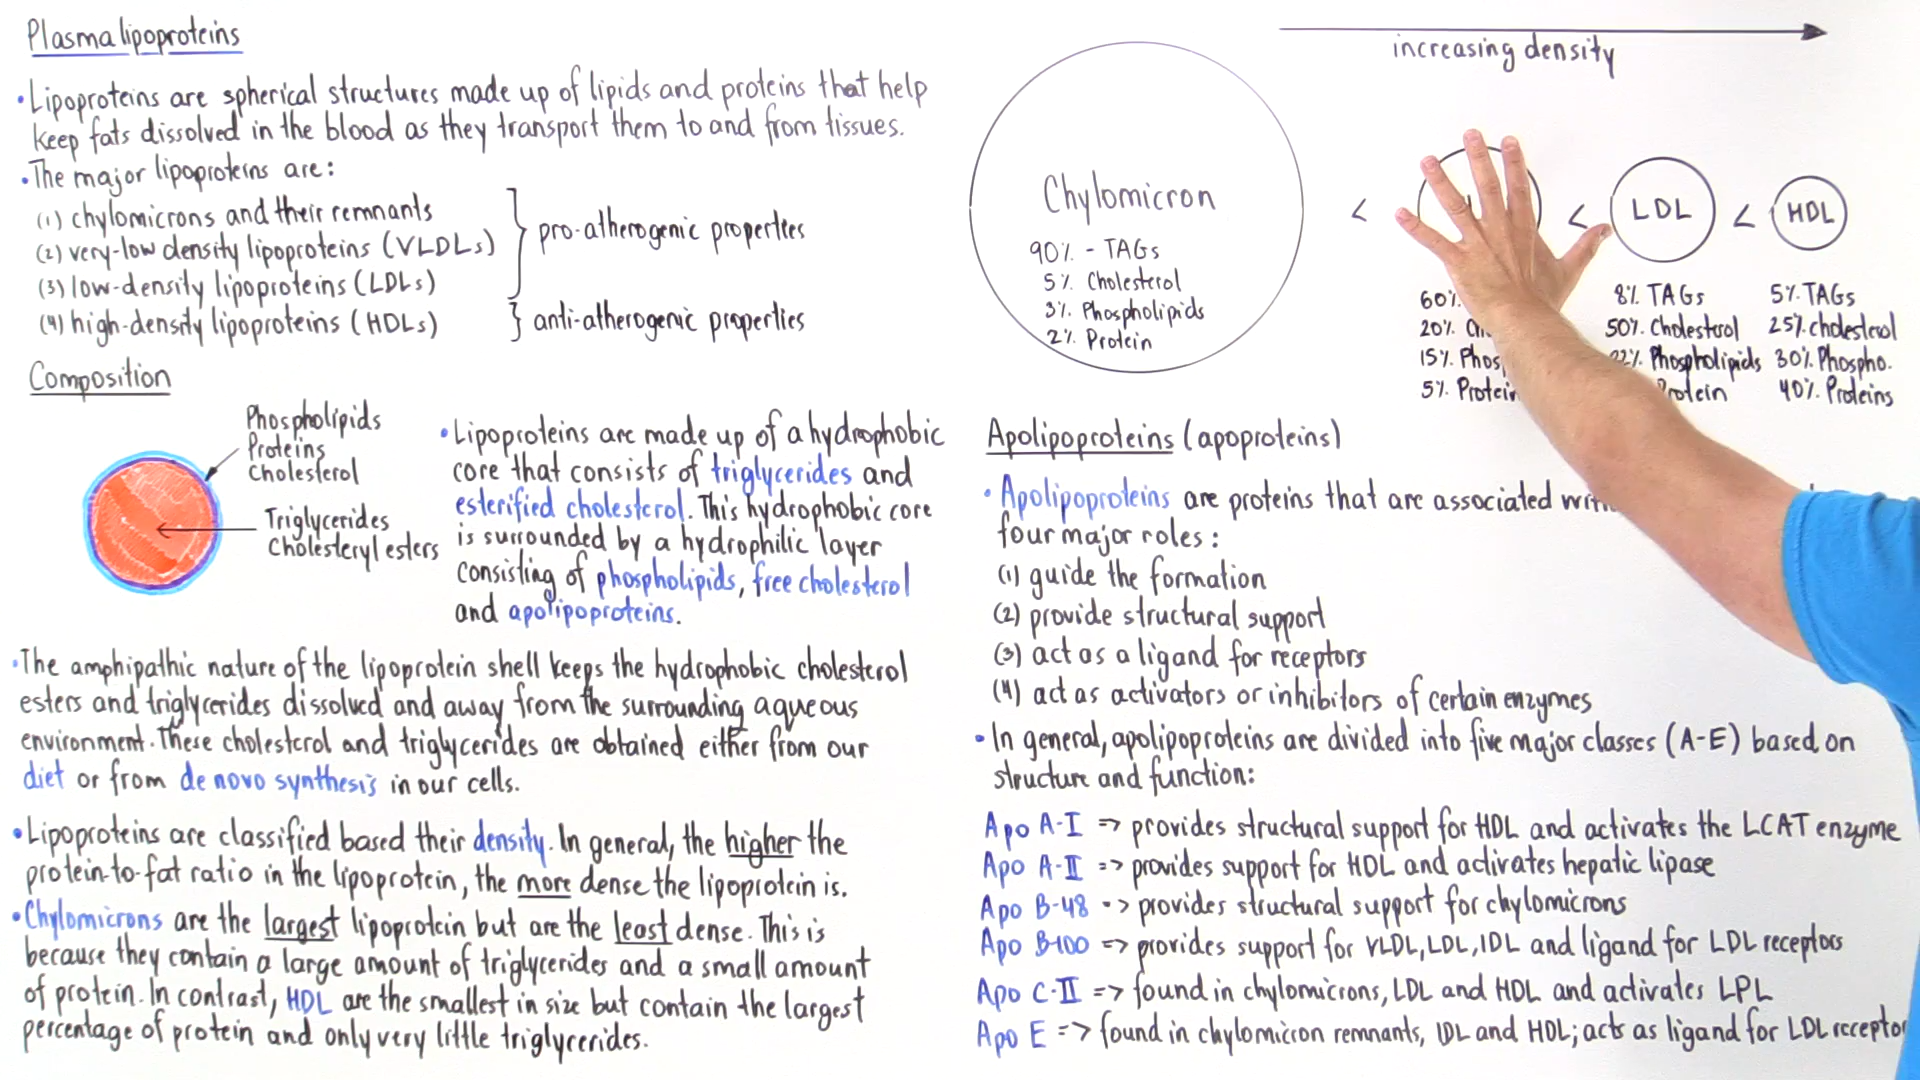 Plasma lipoproteins
• Lipoproteins are spherical structures made up of lipids and proteins that help
keep fats dissolved in the blood as they transport them to and from tissues.
• The major lipoproteins are:
(1) chylomicrons and their remnants
(2) very-low density lipoproteins (VLDLs)
(3) low-density lipoproteins (LDLs)
pro-atherogenic properties
(4) high-density lipoproteins (HDLs)
anti-atherogenic properties
Composition
Phospholipids
Proteins
Cholesterol
Triglycerides
Cholesteryl esters
• Lipoproteins are made up of a hydrophobic
core that consists of triglycerides and
esterified cholesterol. This hydrophobic core
is surrounded by a hydrophilic layer
consisting of phospholipids, free cholesterol
and apolipoproteins.
• The amphipathic nature of the lipoprotein shell keeps the hydrophobic cholesterol
esters and triglycerides dissolved and away from the surrounding aqueous
environment. These cholesterol and triglycerides are obtained either from our
diet or from de novo synthesis in our cells.
• Lipoproteins are classified based their density. In general, the higher the
protein-to-fat ratio in the lipoprotein, the more dense the lipoprotein is.
• Chylomicrons are the largest lipoprotein but are the least dense. This is
because they contain a large amount of triglycerides and a small amount
of protein. In contrast, HDL are the smallest in size but contain the largest
percentage of protein and only very little triglycerides.
increasing density
Chylomicron
90% - TAGs
5% Cholesterol
3% Phospholipids
2% Protein
< < LDL < HDL
60%
20%
15%
5% Protein
8% TAGs
50% Cholesterol
Phospholipids
5% TAGs
25% cholesterol
30% Phospho.
40% Proteins
Apolipoproteins (apoproteins)
• Apolipoproteins are proteins that are associated
four major roles:
(1) guide the formation
(2) provide structural support
(3) act as a ligand for receptors
(4) act as activators or inhibitors of certain enzymes
• In general, apolipoproteins are divided into five major classes (A-E) based on
structure and function:
Apo A-I => provides structural support for HDL and activates the LCAT enzyme
Apo A-II => provides support for HDL and activates hepatic lipase
Apo B-48 => provides structural support for chylomicrons
Apo B-100 => provides support for VLDL, LDL, IDL and ligand for LDL receptors
Apo C-II => found in chylomicrons, LDL and HDL and activates LPL
Apo E => found in chylomicron remnants, IDL and HDL; acts as ligand for LDL receptor